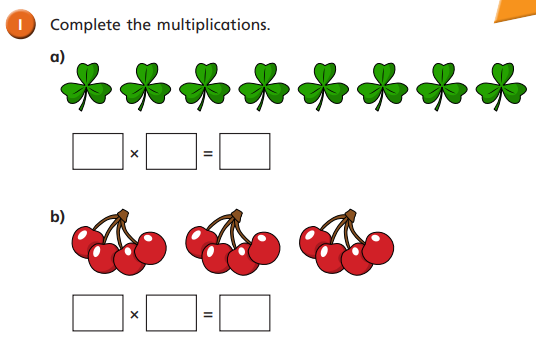 1 Complete the multiplications.
a)
× =
b)
× =